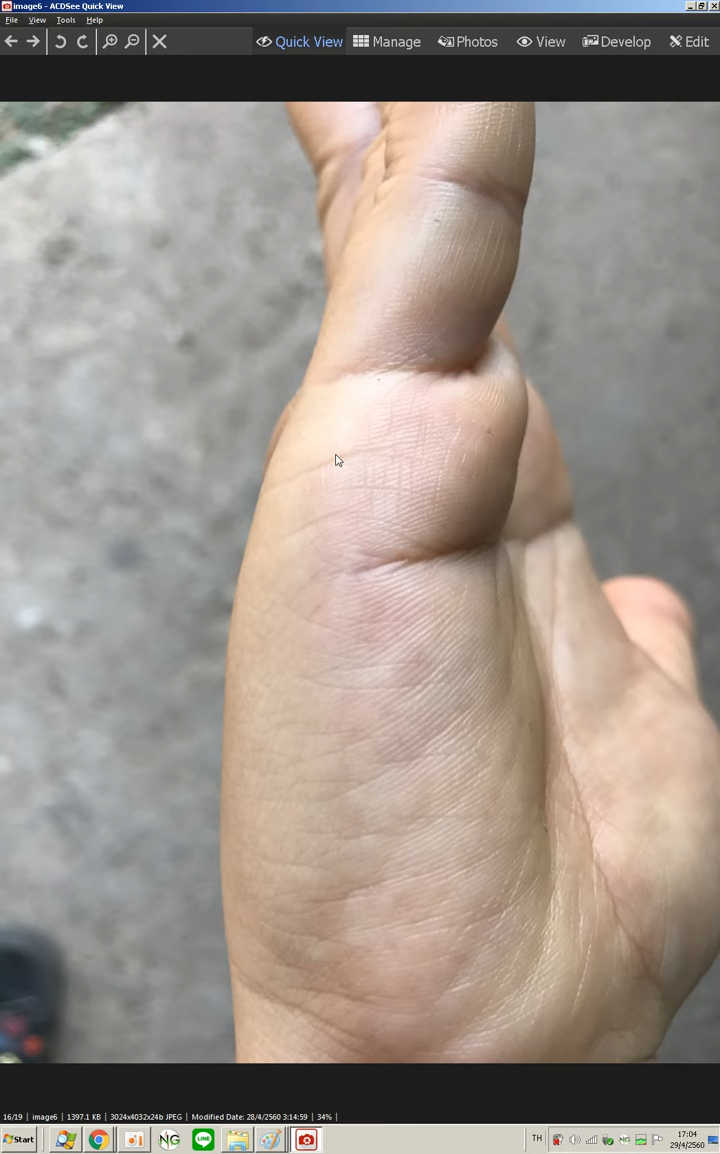 image6 - ACDSee Quick View
File View Tools Help
Quick View Manage Photos View Develop Edit
16/19 image6 1397.1 KB 3024x4032x24b JPEG Modified Date: 28/4/2560 3:14:59 34%
Start NG LINE TH NG 17:04
29/4/2560